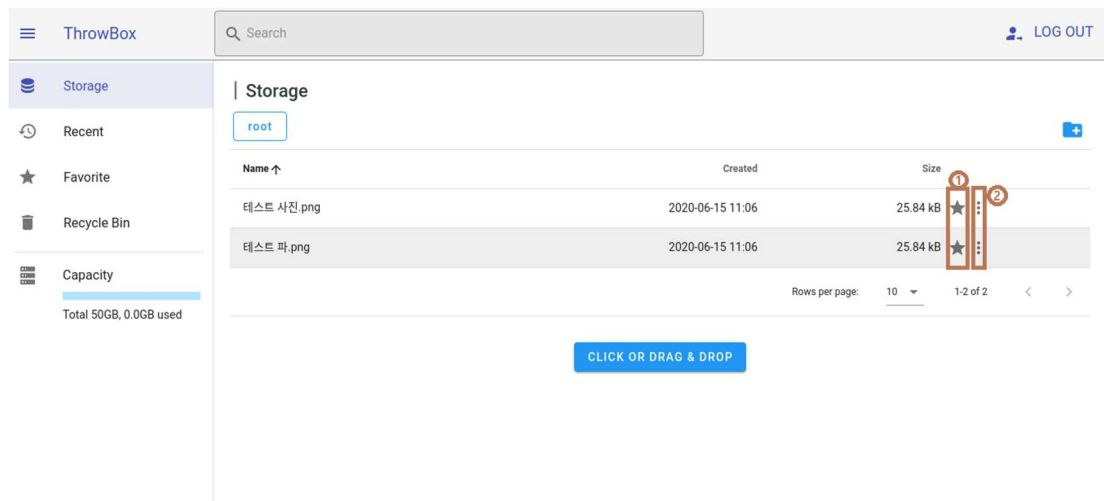 ThrowBox
Search
LOG OUT
Storage
Recent
Favorite
Recycle Bin
Capacity
Total 50GB, 0.0GB used
Storage
root
Name Created Size
① ②
테스트 사진.png 2020-06-15 11:06 25.84 kB
테스트 파.png 2020-06-15 11:06 25.84 kB
Rows per page: 10 1-2 of 2
CLICK OR DRAG & DROP